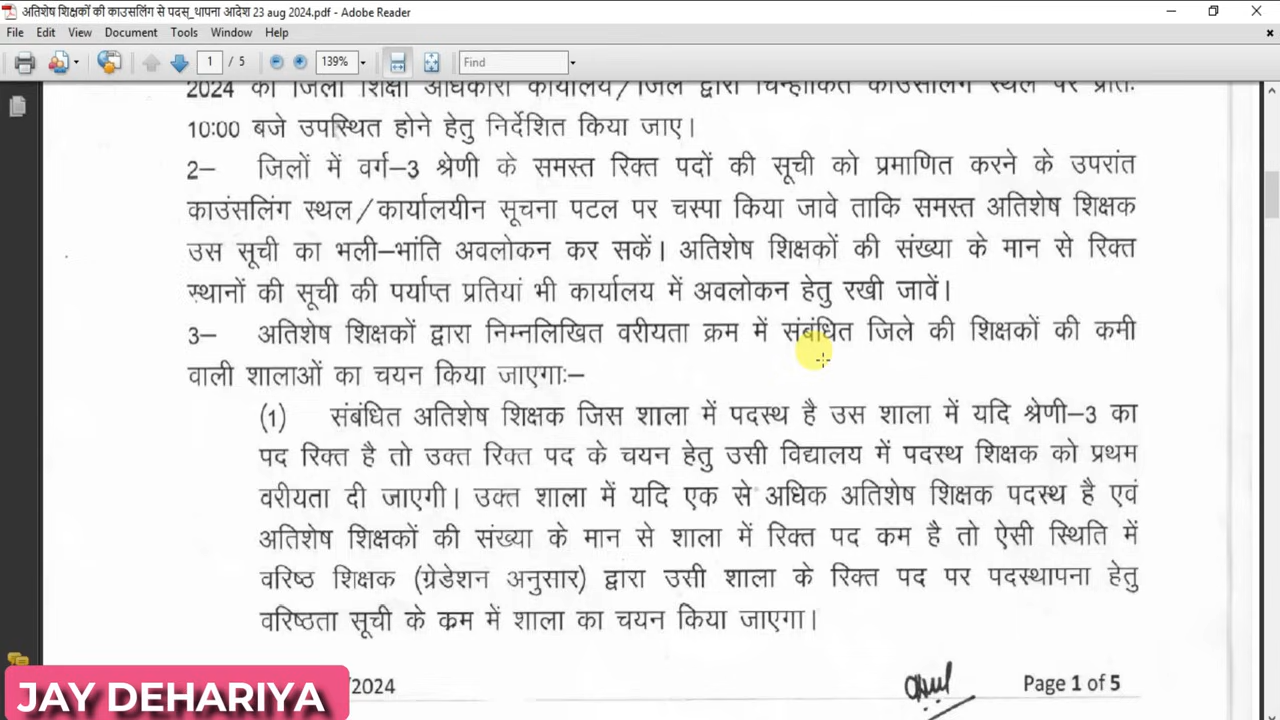 अतिशेष शिक्षकों की काउसलिंग से पदस्_थापना आदेश 23 aug 2024.pdf - Adobe Reader
File Edit View Document Tools Window Help
1 / 5 139% Find
2024 को जिला शिक्षा अधिकारी कार्यालय/जिले द्वारा चिन्हांकित काउंसलिंग स्थल पर प्रातः
10:00 बजे उपस्थित होने हेतु निर्देशित किया जाए।
2– जिलों में वर्ग–3 श्रेणी के समस्त रिक्त पदों की सूची को प्रमाणित करने के उपरांत
काउंसलिंग स्थल/कार्यालयीन सूचना पटल पर चस्पा किया जावे ताकि समस्त अतिशेष शिक्षक
उस सूची का भली–भांति अवलोकन कर सकें। अतिशेष शिक्षकों की संख्या के मान से रिक्त
स्थानों की सूची की पर्याप्त प्रतियां भी कार्यालय में अवलोकन हेतु रखी जावें।
3– अतिशेष शिक्षकों द्वारा निम्नलिखित वरीयता क्रम में संबंधित जिले की शिक्षकों की कमी
वाली शालाओं का चयन किया जाएगाः–
(1) संबंधित अतिशेष शिक्षक जिस शाला में पदस्थ है उस शाला में यदि श्रेणी–3 का
पद रिक्त है तो उक्त रिक्त पद के चयन हेतु उसी विद्यालय में पदस्थ शिक्षक को प्रथम
वरीयता दी जाएगी। उक्त शाला में यदि एक से अधिक अतिशेष शिक्षक पदस्थ है एवं
अतिशेष शिक्षकों की संख्या के मान से शाला में रिक्त पद कम है तो ऐसी स्थिति में
वरिष्ठ शिक्षक (ग्रेडेशन अनुसार) द्वारा उसी शाला के रिक्त पद पर पदस्थापना हेतु
वरिष्ठता सूची के क्रम में शाला का चयन किया जाएगा।
/2024 Page 1 of 5
JAY DEHARIYA